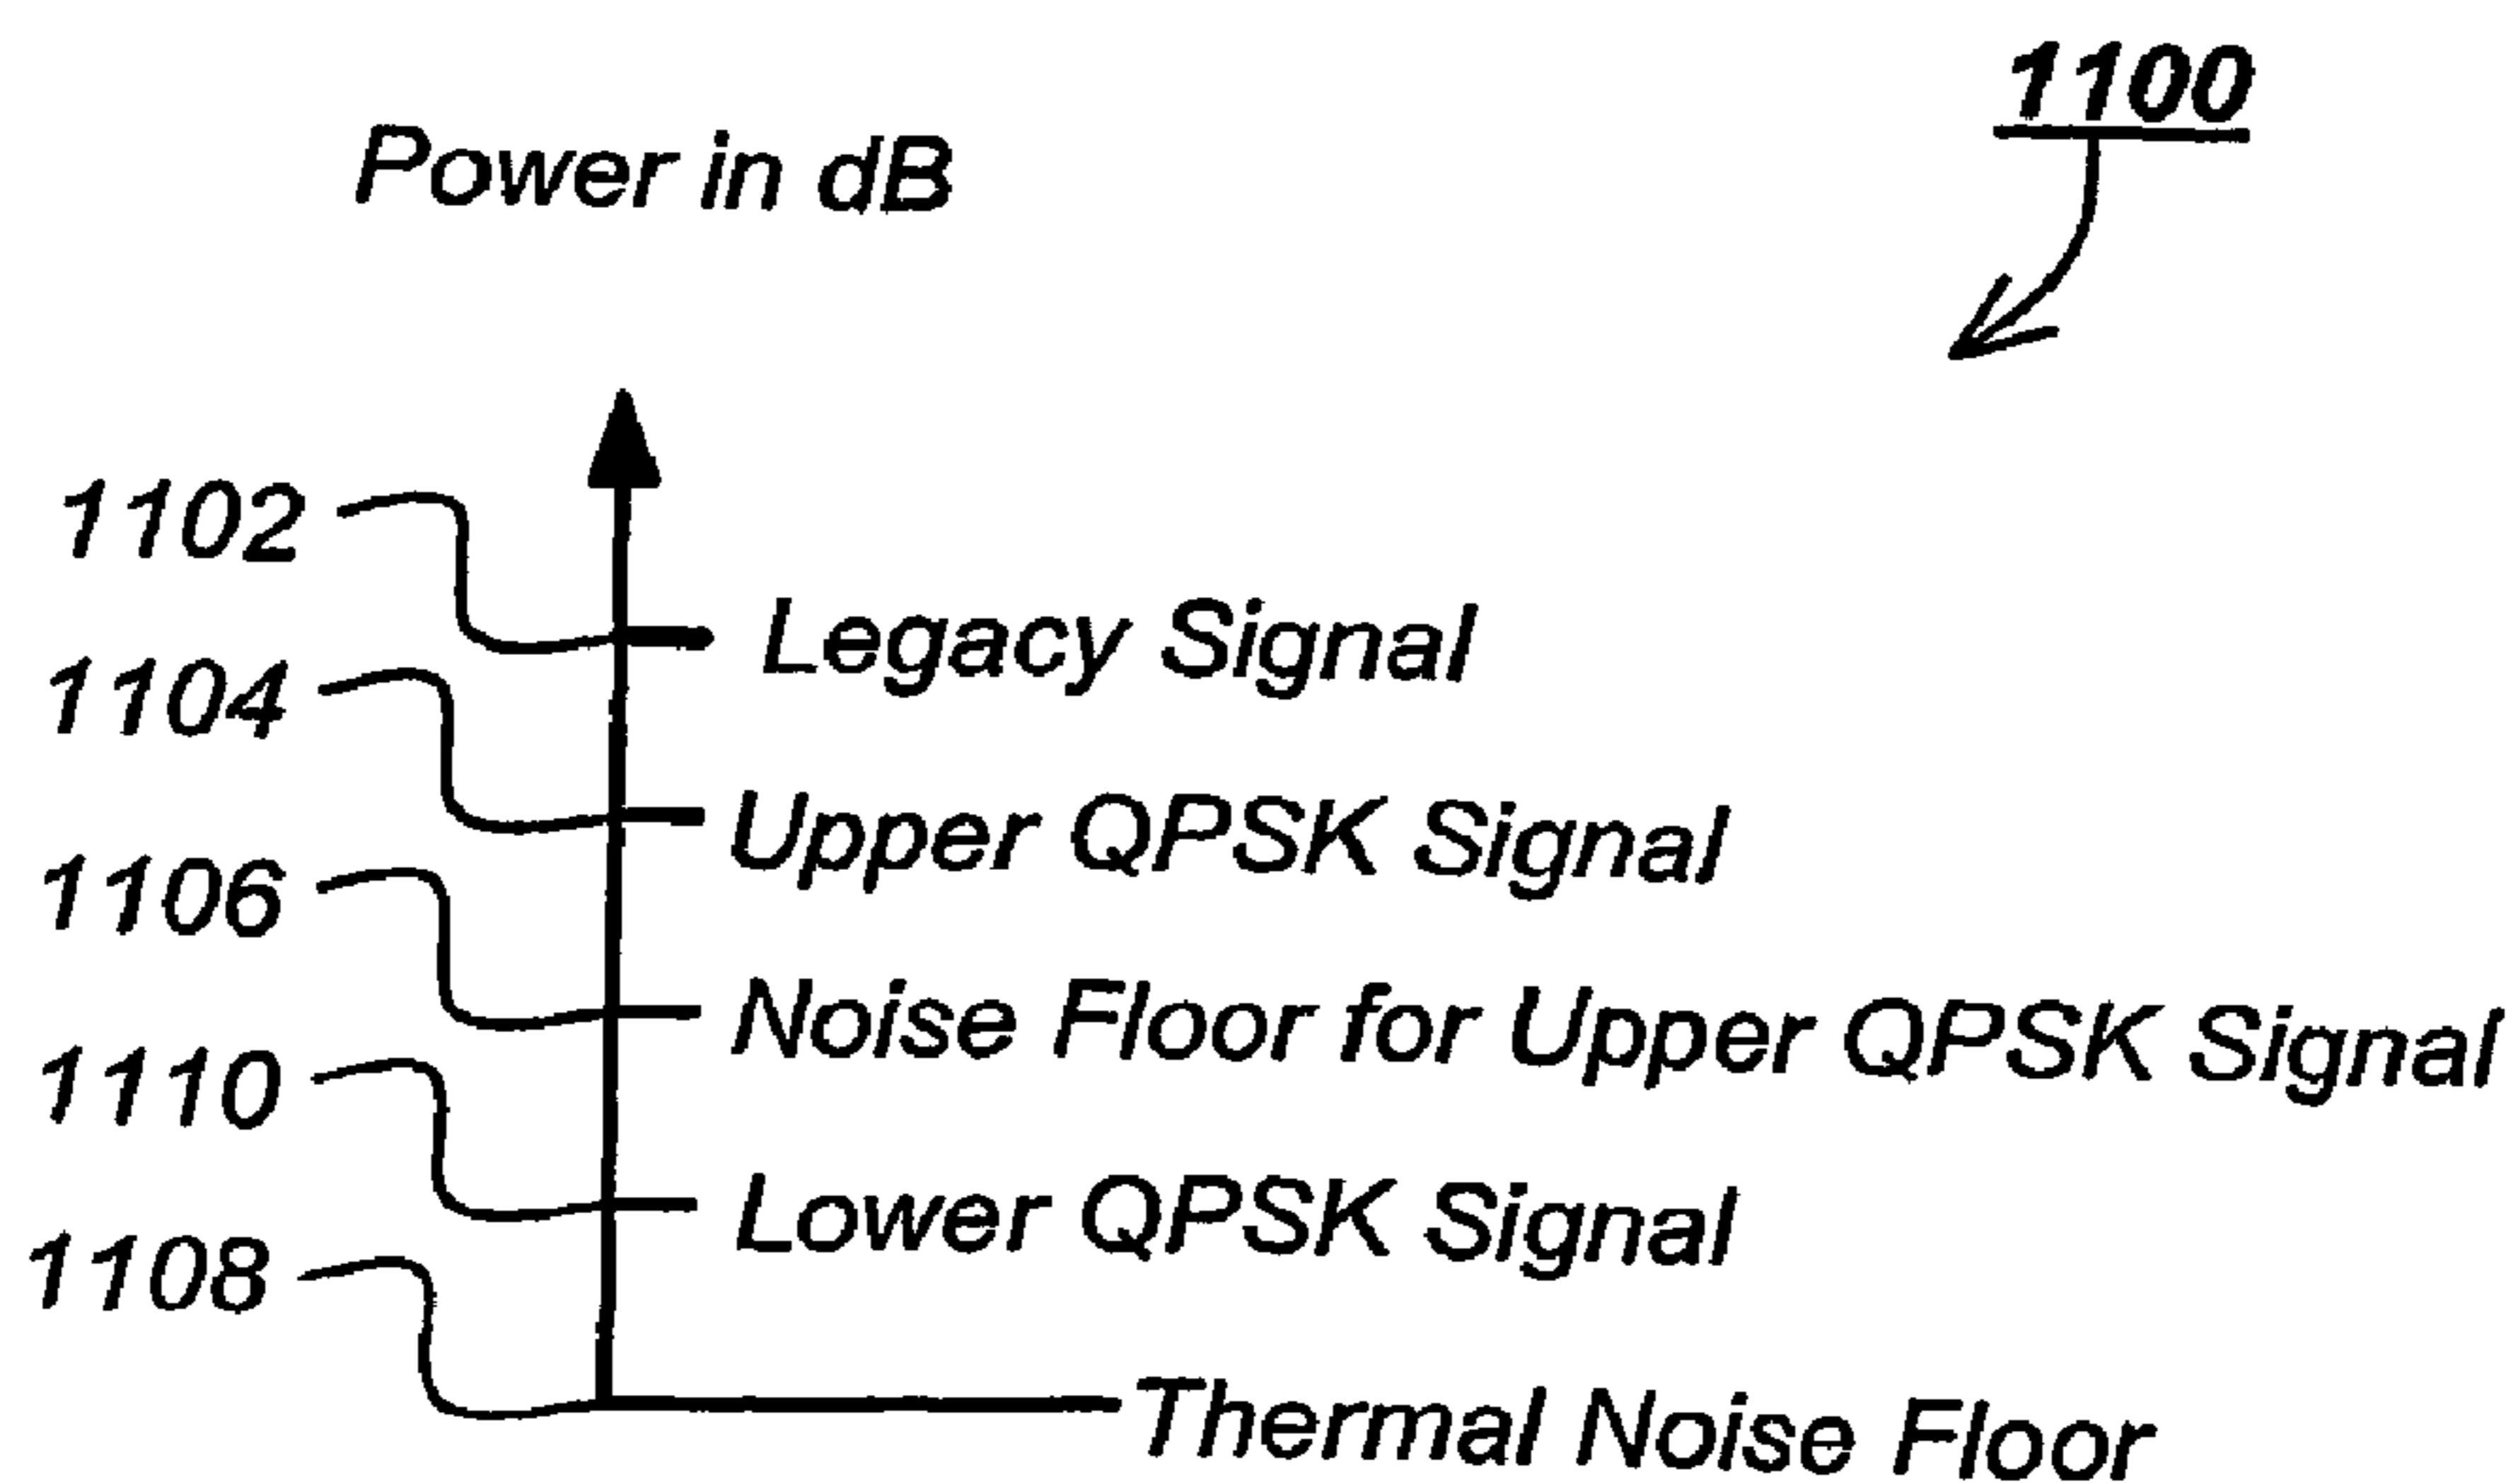 1100
Power in dB
1102
Legacy Signal
1104
Upper QPSK Signal
1106
Noise Floor for Upper QPSK Signal
1110
Lower QPSK Signal
1108
Thermal Noise Floor